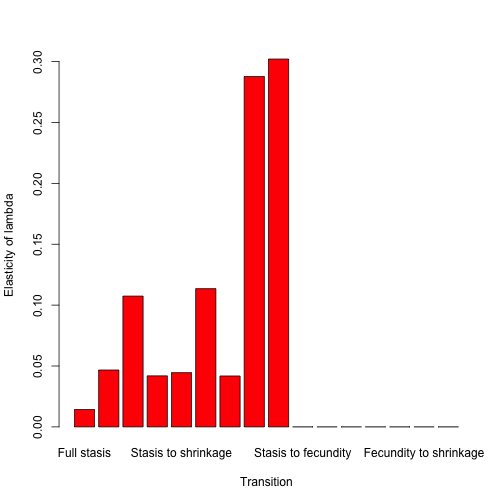 0.30
0.25
0.20
0.15
0.10
0.05
0.00
Elasticity of lambda
Full stasis Stasis to shrinkage Stasis to fecundity Fecundity to shrinkage
Transition